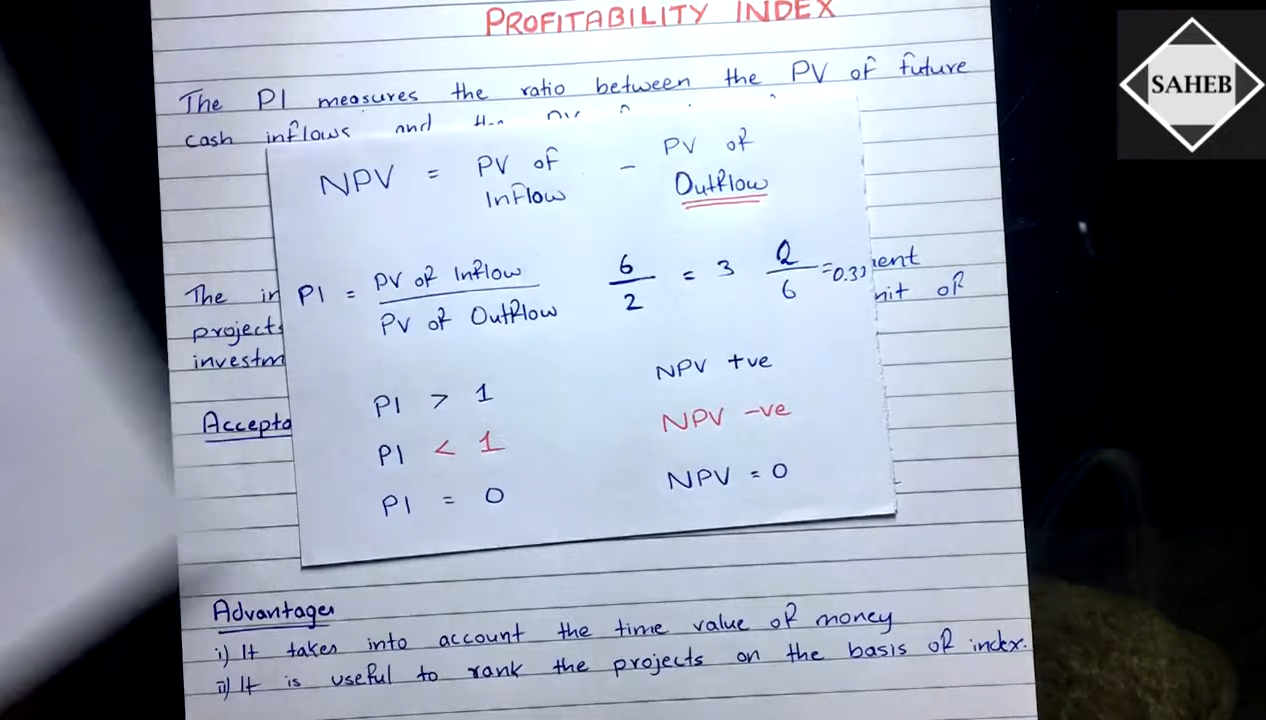 PROFITABILITY INDEX
SAHEB
The PI measures the ratio between the PV of future
cash inflows and
NPV = PV of Inflow - PV of Outflow
PI = PV of Inflow / PV of Outflow
6 / 2 = 3
2 / 6 = 0.33
The in
ient
projects
nit of
investm
PI > 1 NPV +ve
Accepta
PI < 1 NPV -ve
PI = 0 NPV = 0
Advantages
i) It takes into account the time value of money
ii) It is useful to rank the projects on the basis of index.